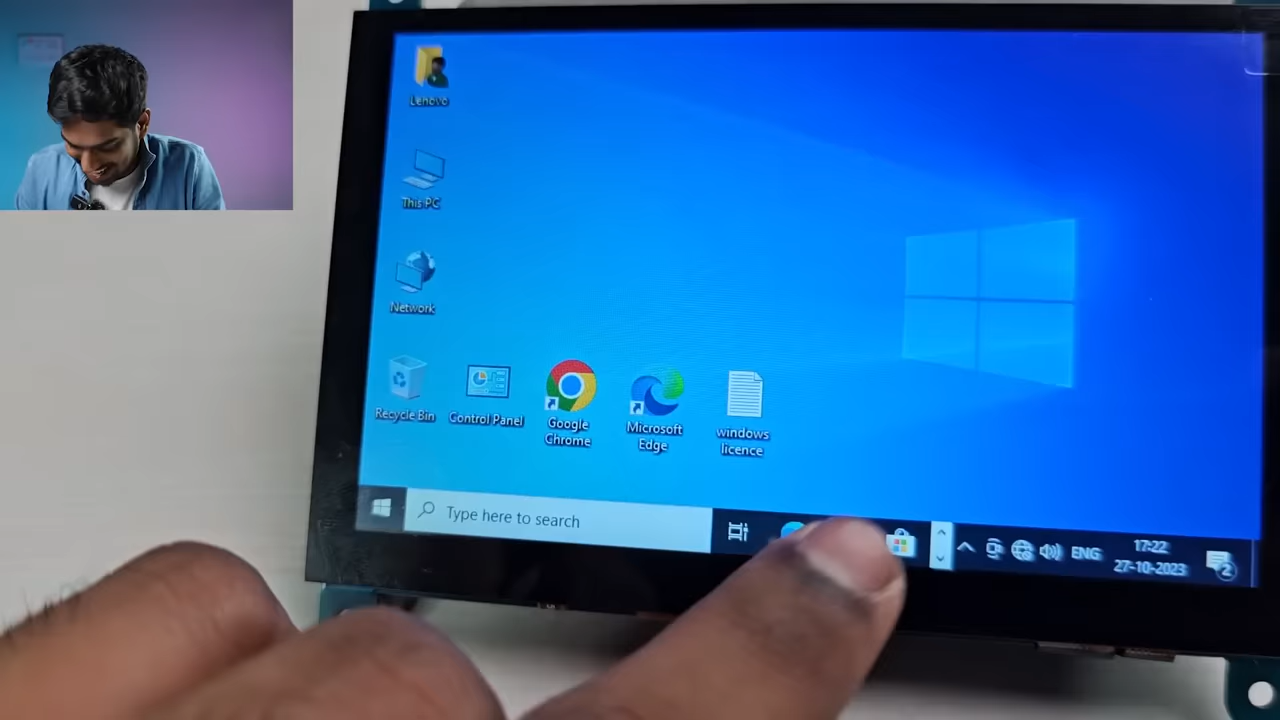 Lenovo
This PC
Network
Recycle Bin
Control Panel
Google
Chrome
Microsoft
Edge
windows
licence
Type here to search
ENG
17:22
27-10-2023
2